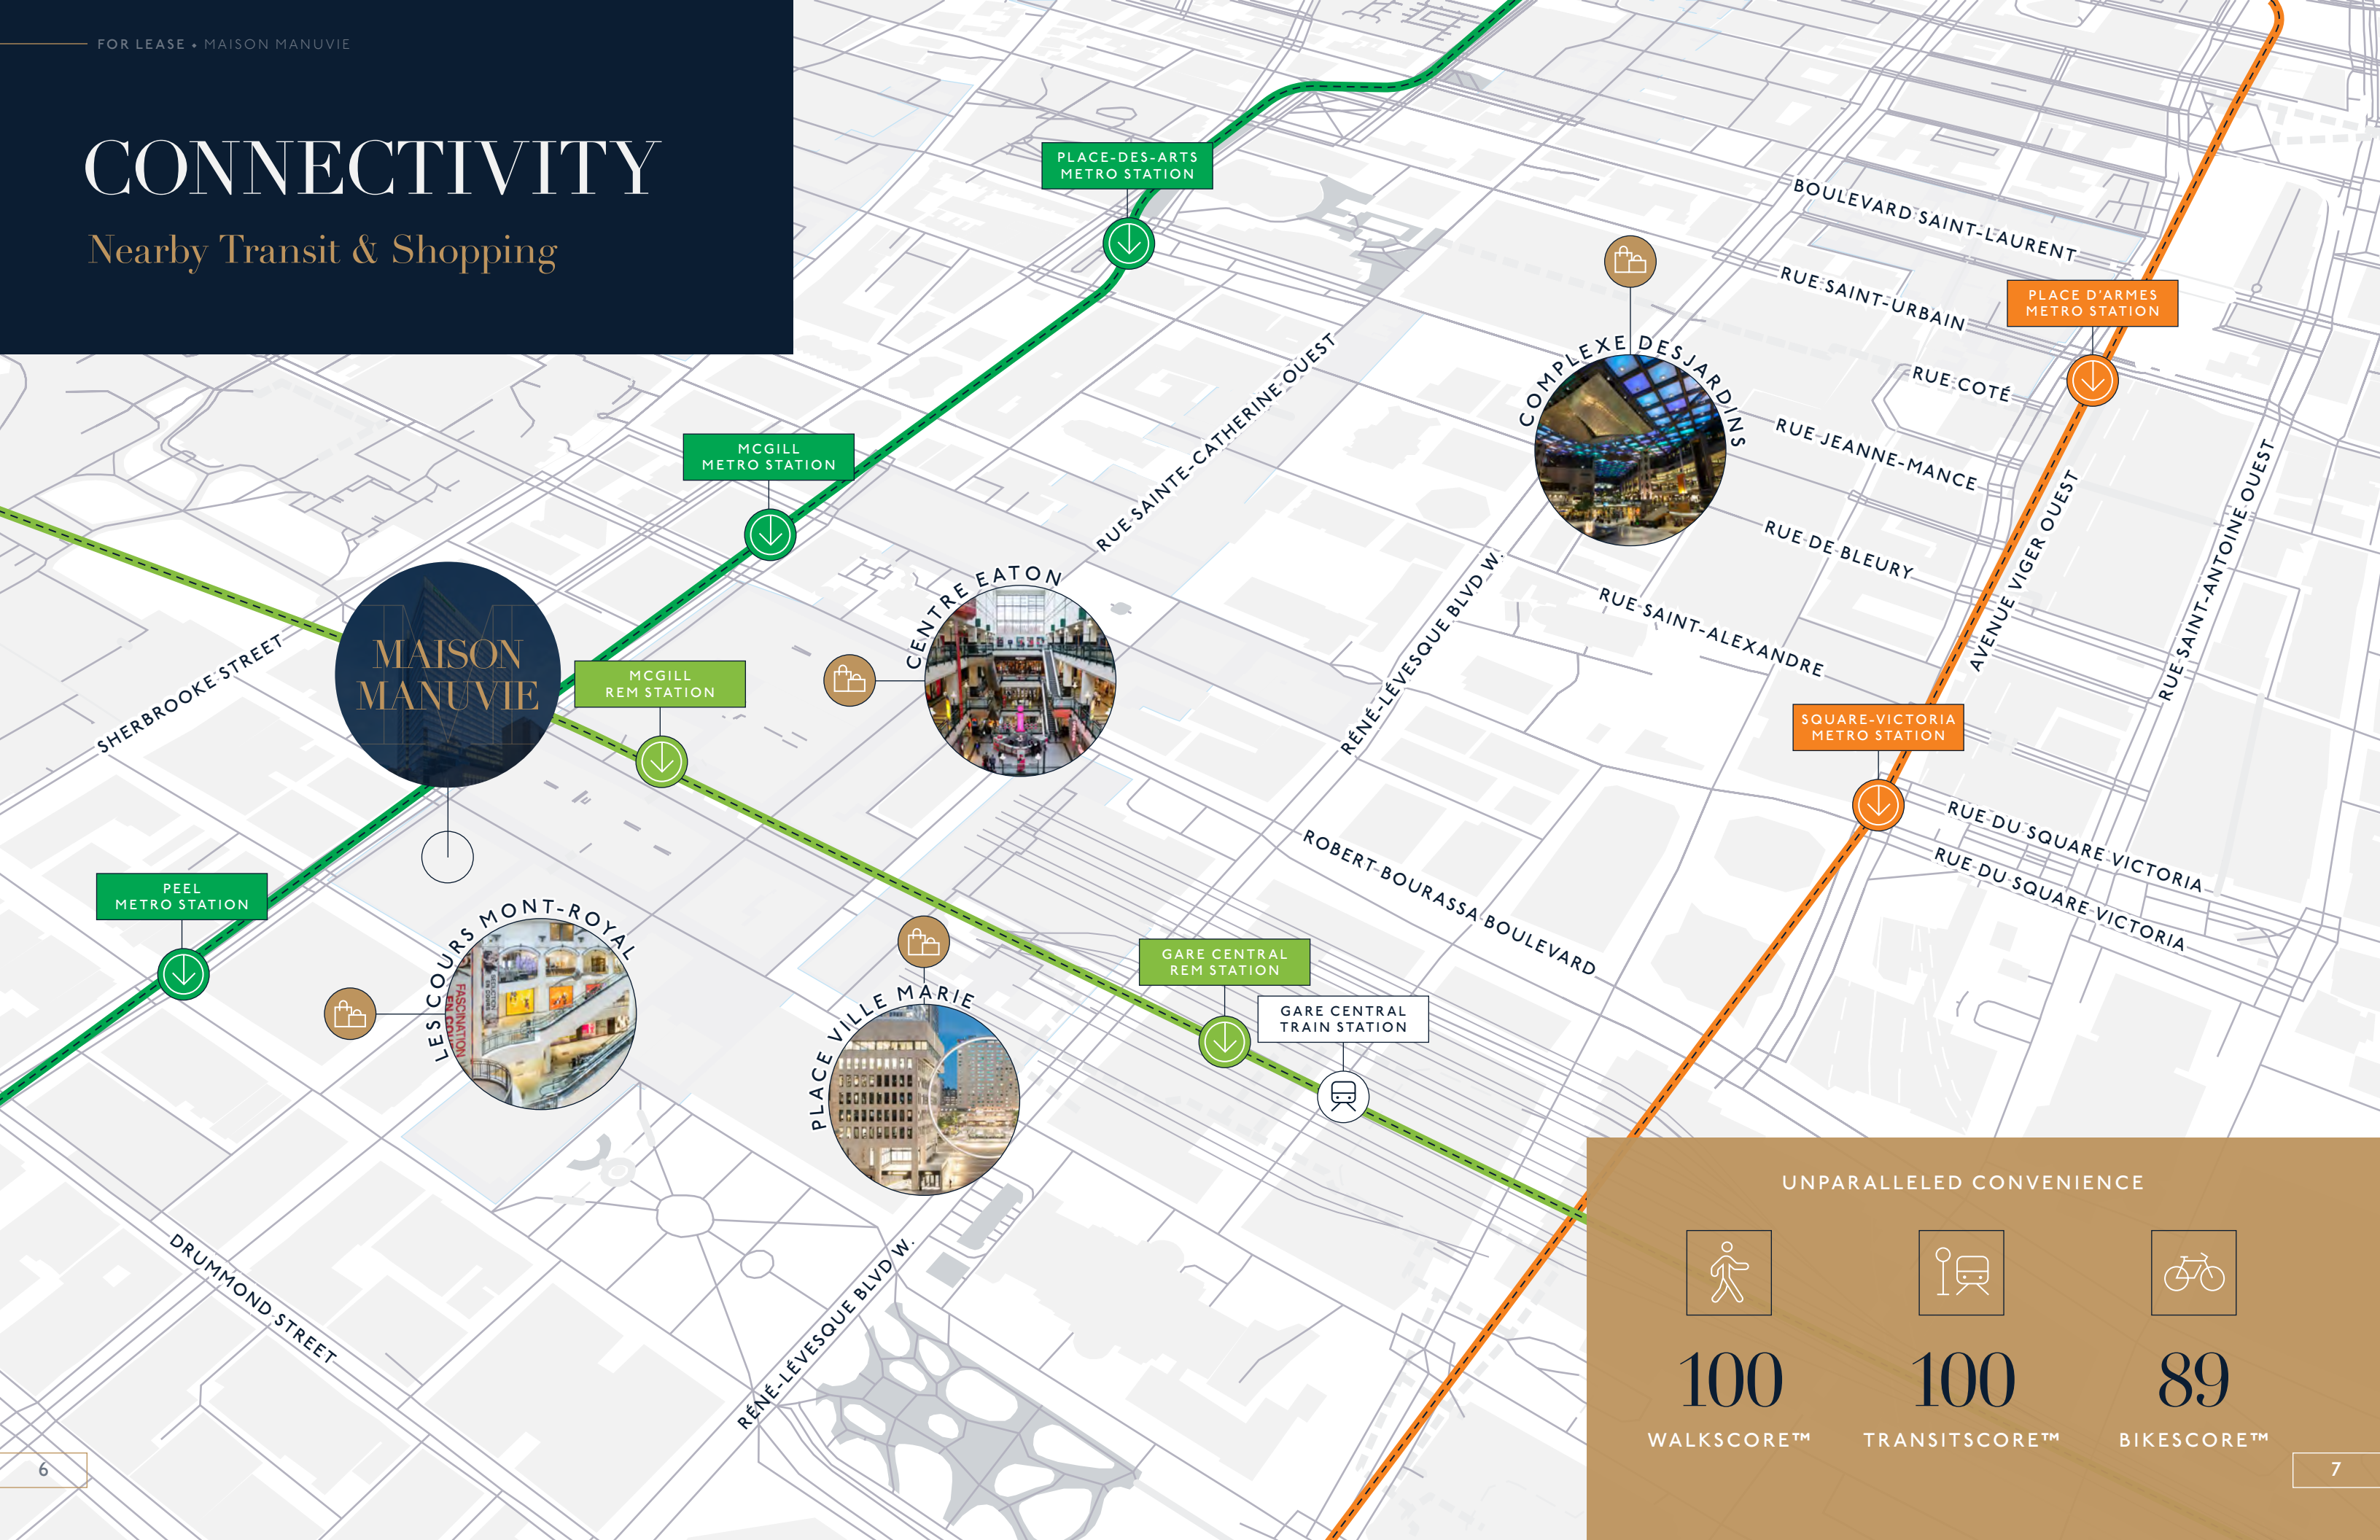 FOR LEASE • MAISON MANUVIE
CONNECTIVITY
Nearby Transit & Shopping
PLACE-DES-ARTS
METRO STATION
BOULEVARD SAINT-LAURENT
RUE SAINT-URBAIN
PLACE D'ARMES
METRO STATION
COMPLEXE DESJARDINS
RUE COTÉ
RUE JEANNE-MANCE
RUE SAINTE-CATHERINE OUEST
MCGILL
METRO STATION
RUE DE BLEURY
AVENUE VIGER OUEST
RUE SAINT-ANTOINE OUEST
CENTRE EATON
RUE SAINT-ALEXANDRE
RÉNÉ-LÉVESQUE BLVD W.
MAISON
MANUVIE
SHERBROOKE STREET
MCGILL
REM STATION
SQUARE-VICTORIA
METRO STATION
RUE DU SQUARE VICTORIA
RUE DU SQUARE VICTORIA
ROBERT BOURASSA BOULEVARD
PEEL
METRO STATION
LES COURS MONT-ROYAL
FASCINATION
PLACE VILLE MARIE
GARE CENTRAL
REM STATION
GARE CENTRAL
TRAIN STATION
DRUMMOND STREET
RÉNÉ-LÉVESQUE BLVD W.
UNPARALLELED CONVENIENCE
100
WALKSCORE™
100
TRANSITSCORE™
89
BIKESCORE™
6
7